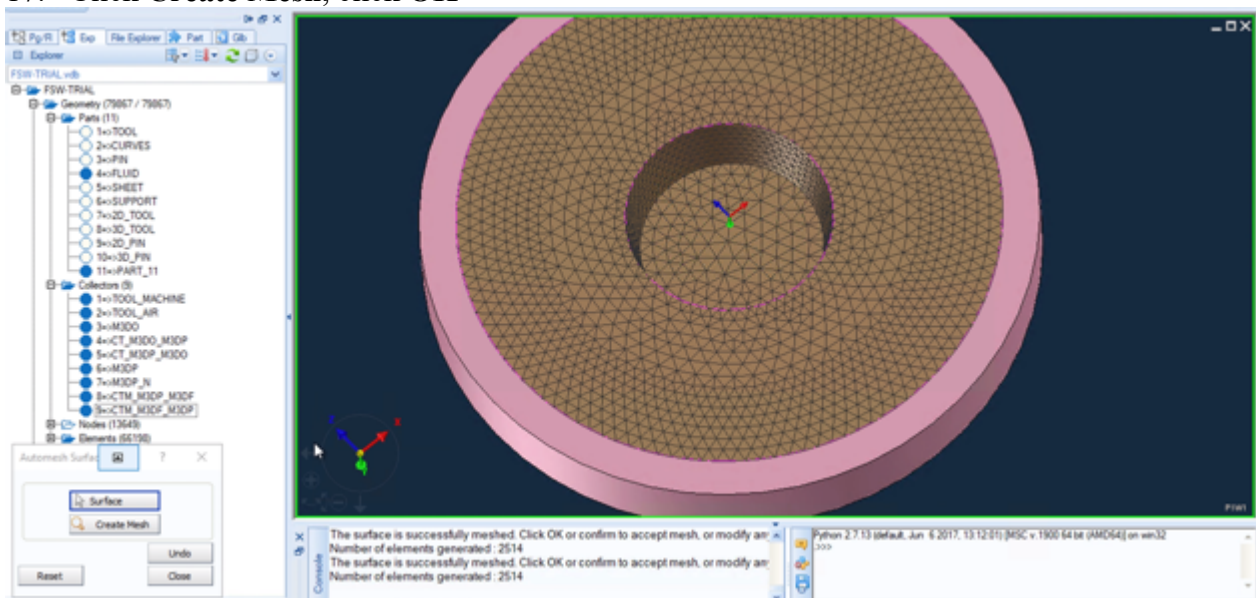 17. Then Create Mesh, then OK
Pg/R Exp File Explorer Part Glb
Explorer
FSW-TRIAL.vdb
FSW-TRIAL
Geometry (79867 / 79867)
Parts (11)
1=>TOOL
2=>CURVES
3=>PIN
4=>FLUID
5=>SHEET
6=>SUPPORT
7=>2D_TOOL
8=>3D_TOOL
9=>2D_PIN
10=>3D_PIN
11=>PART_11
Collectors (9)
1=>TOOL_MACHINE
2=>TOOL_AIR
3=>M3DO
4=>CT_M3DO_M3DP
5=>CT_M3DP_M3DO
6=>M3DP
7=>M3DP_N
8=>CTM_M3DP_M3DF
9=>CTM_M3DF_M3DP
Nodes (13649)
Elements (66198)
Automesh Surfac ?
Surface
Create Mesh
Undo
Reset Close
X
P1W1
Console
The surface is successfully meshed. Click OK or confirm to accept mesh, or modify any
Number of elements generated : 2514
The surface is successfully meshed. Click OK or confirm to accept mesh, or modify any
Number of elements generated : 2514
Python 2.7.13 (default, Jun 6 2017, 13:12:01) [MSC v.1900 64 bit (AMD64)] on win32
>>>